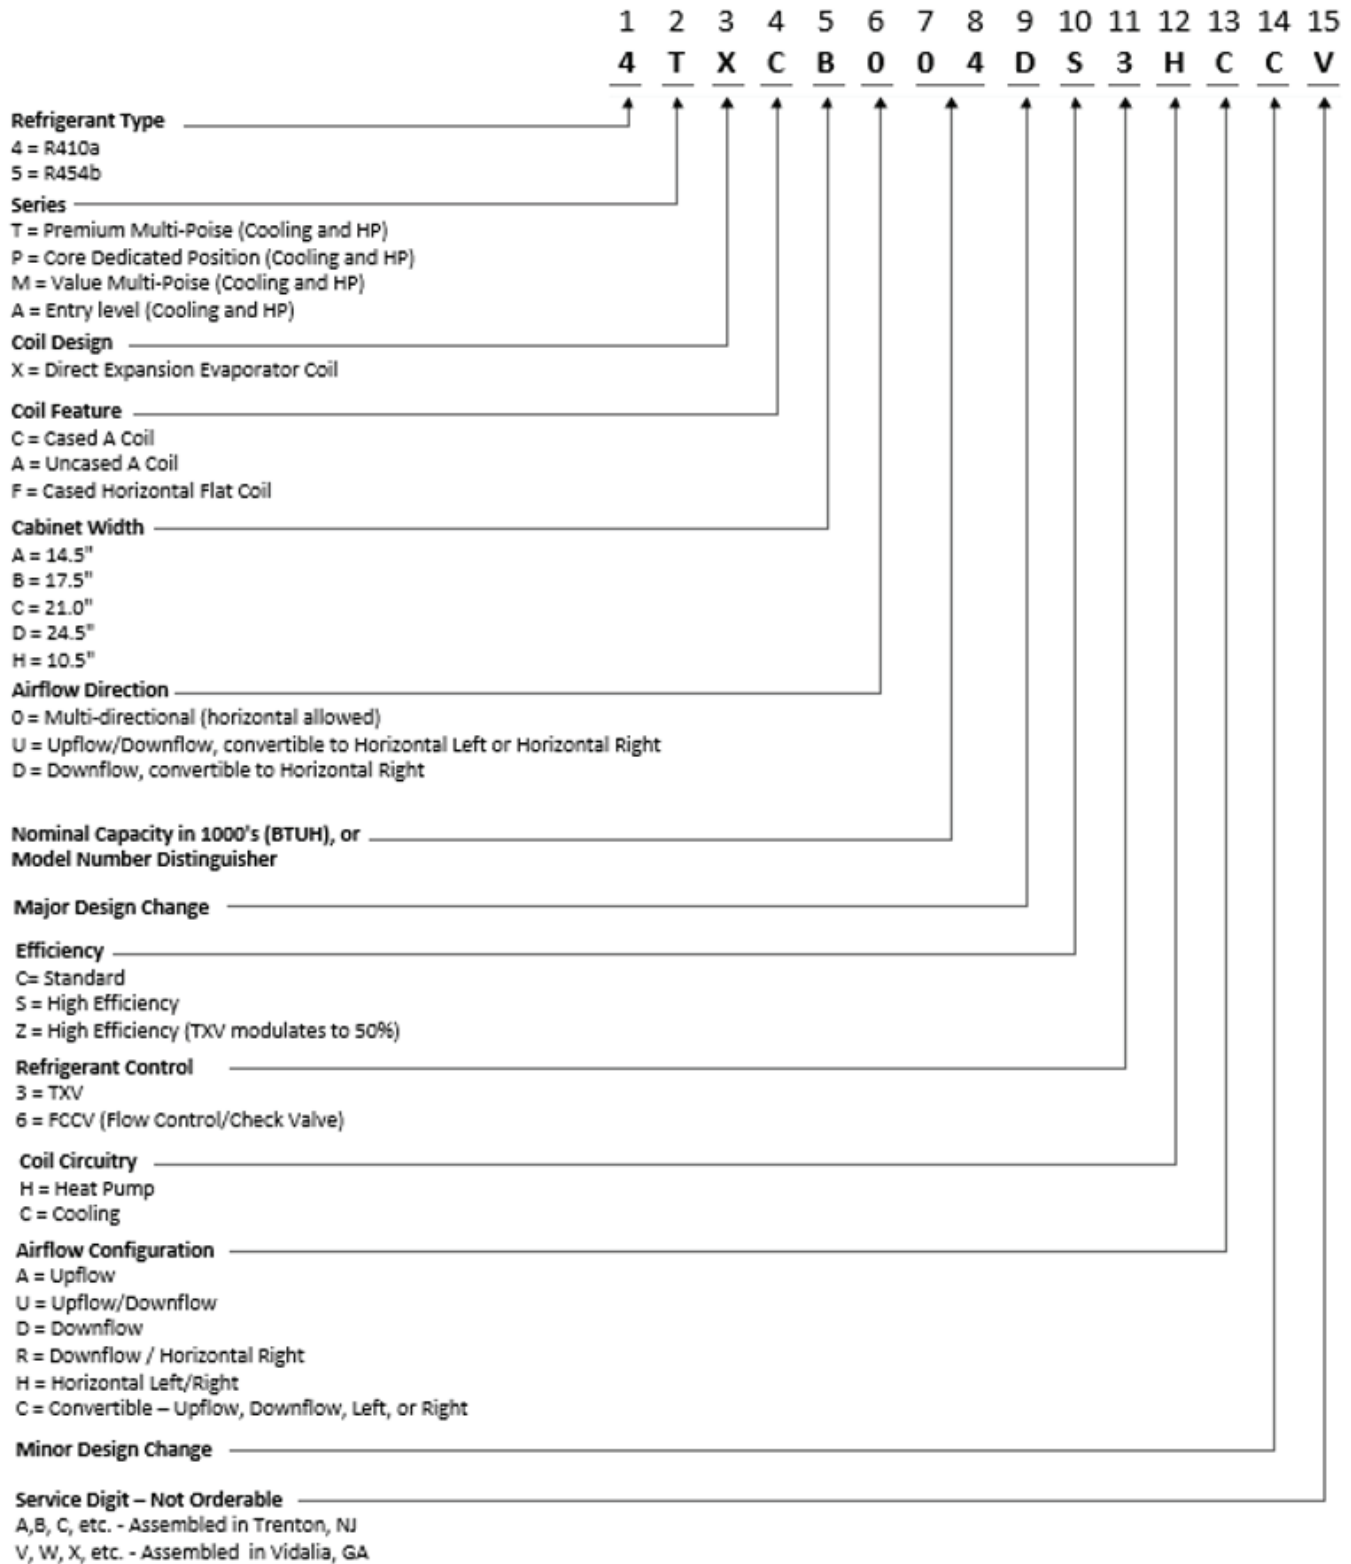 1 2 3 4 5 6 7 8 9 10 11 12 13 14 15
4 T X C B 0 0 4 D S 3 H C C V
Refrigerant Type
4 = R410a
5 = R454b
Series
T = Premium Multi-Poise (Cooling and HP)
P = Core Dedicated Position (Cooling and HP)
M = Value Multi-Poise (Cooling and HP)
A = Entry level (Cooling and HP)
Coil Design
X = Direct Expansion Evaporator Coil
Coil Feature
C = Cased A Coil
A = Uncased A Coil
F = Cased Horizontal Flat Coil
Cabinet Width
A = 14.5"
B = 17.5"
C = 21.0"
D = 24.5"
H = 10.5"
Airflow Direction
0 = Multi-directional (horizontal allowed)
U = Upflow/Downflow, convertible to Horizontal Left or Horizontal Right
D = Downflow, convertible to Horizontal Right
Nominal Capacity in 1000's (BTUH), or
Model Number Distinguisher
Major Design Change
Efficiency
C= Standard
S = High Efficiency
Z = High Efficiency (TXV modulates to 50%)
Refrigerant Control
3 = TXV
6 = FCCV (Flow Control/Check Valve)
Coil Circuitry
H = Heat Pump
C = Cooling
Airflow Configuration
A = Upflow
U = Upflow/Downflow
D = Downflow
R = Downflow / Horizontal Right
H = Horizontal Left/Right
C = Convertible – Upflow, Downflow, Left, or Right
Minor Design Change
Service Digit – Not Orderable
A,B, C, etc. - Assembled in Trenton, NJ
V, W, X, etc. - Assembled in Vidalia, GA